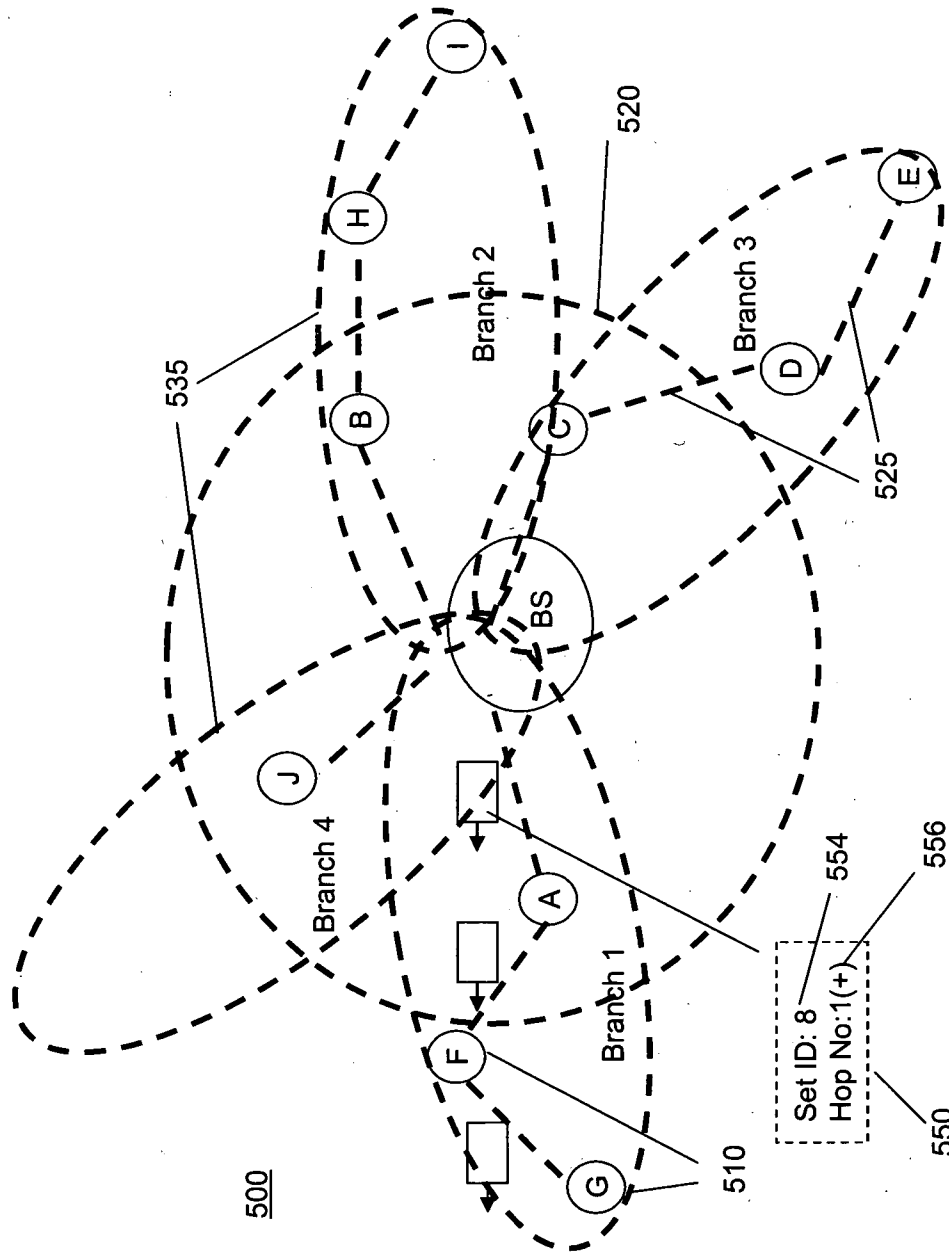 500
535
520
525
510
550
554
556
Branch 1
Branch 2
Branch 3
Branch 4
BS
A
B
C
D
E
F
G
H
I
J
Set ID: 8
Hop No:1(+)